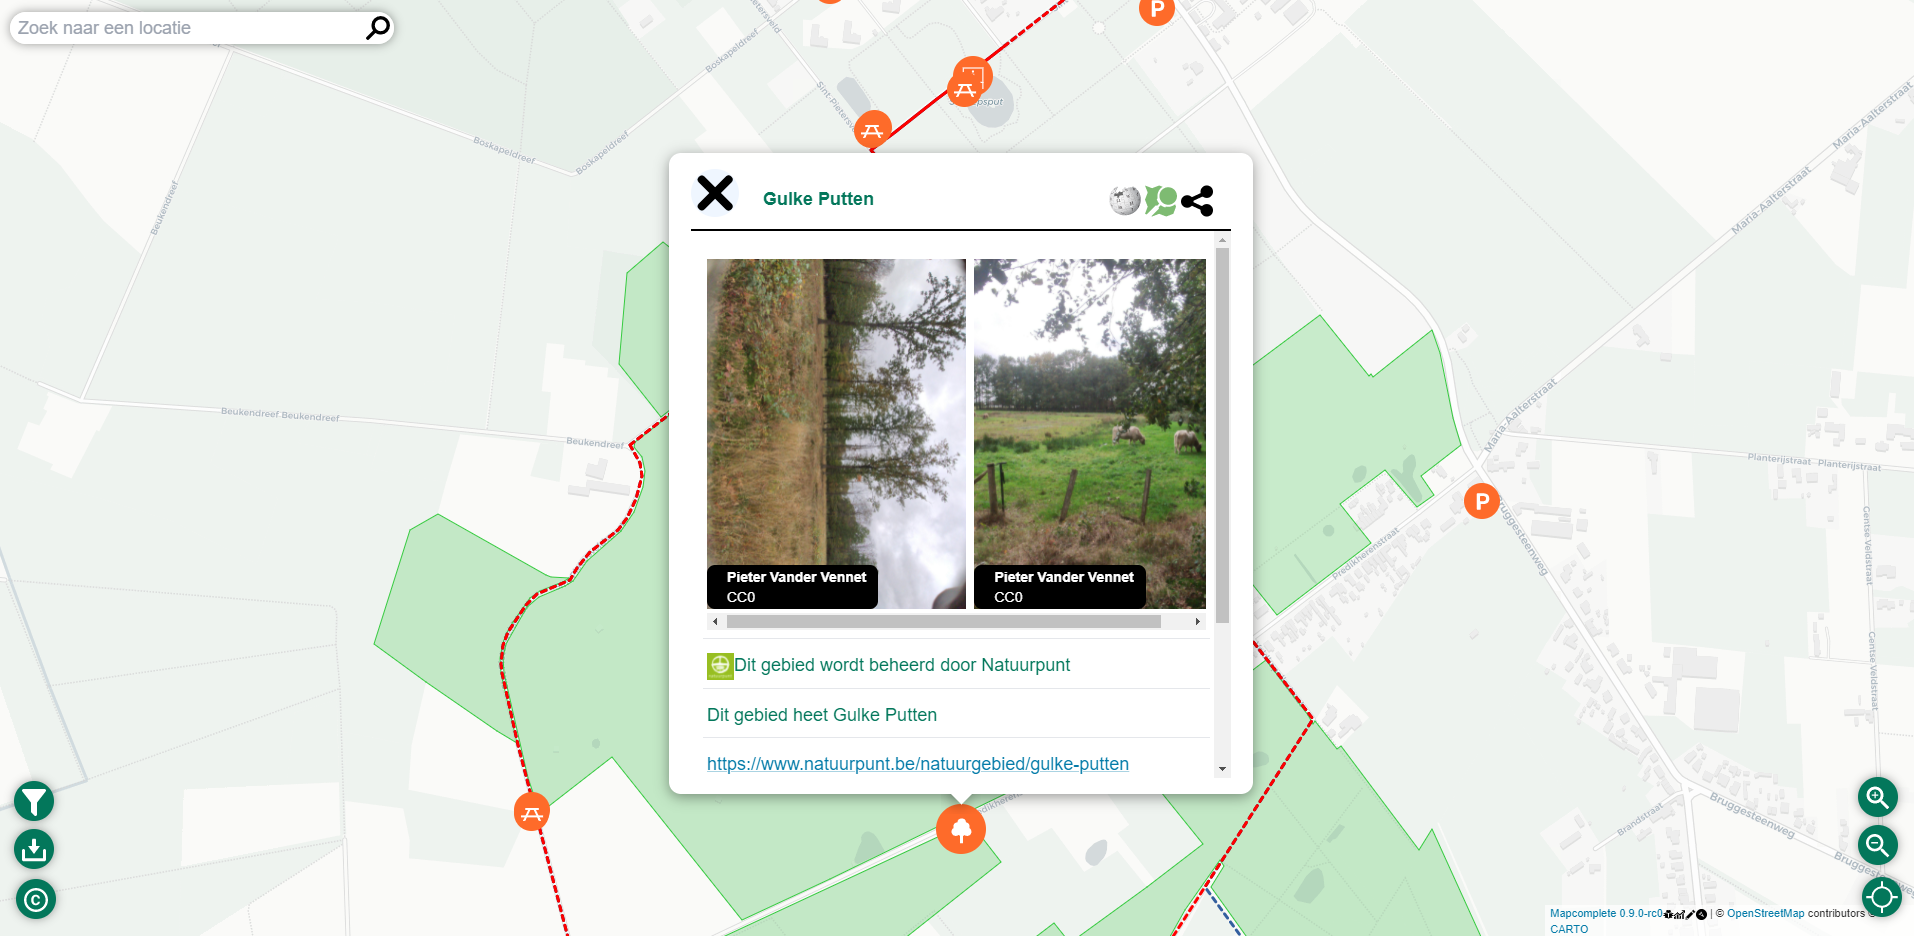 Zoek naar een locatie
Boskapeldreef
Sint-Pietersveld
Boskapeldreef
Boskapeldreef
Beukendreef
Maria-Aalterstraat
Maria-Aalterstraat
P
Gulke Putten
Pieter Vander Vennet
CC0
Pieter Vander Vennet
CC0
Beukendreef Beukendreef
Beukendreef
Maria-Aalterstraat
Planterijstraat Planterijstraat
P
Bruggesteenweg
Gentse Veldstraat
Predikherenstraat
Gentse Veldstraat
Dit gebied wordt beheerd door Natuurpunt
Dit gebied heet Gulke Putten
https://www.natuurpunt.be/natuurgebied/gulke-putten
Brandstraat
Bruggesteenweg
Bruggesteenweg
Mapcomplete 0.9.0-rc0 | © OpenStreetMap contributors ©
CARTO